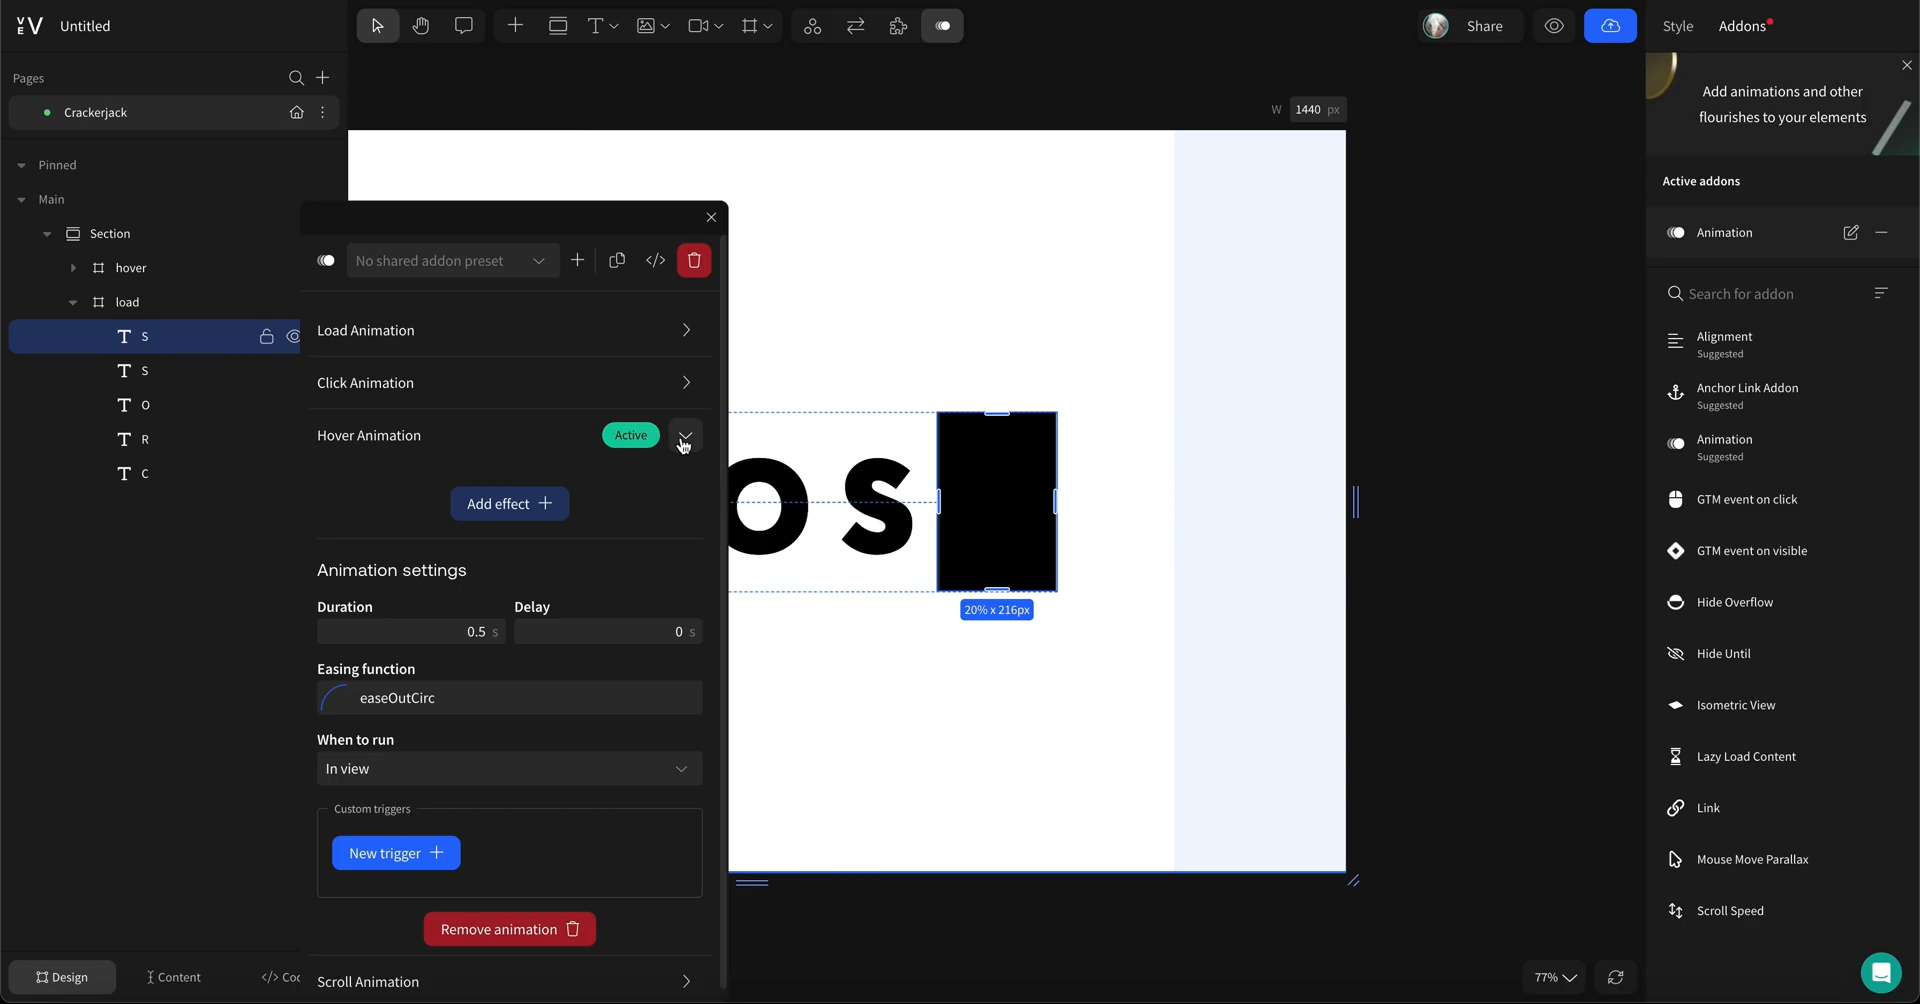 Untitled
Share
Style
Addons
Pages
Crackerjack
W 1440 px
Add animations and other
flourishes to your elements
Pinned
Main
Active addons
Section
Animation
hover
No shared addon preset
load
Search for addon
S
Load Animation
Alignment
Suggested
S
Click Animation
Anchor Link Addon
Suggested
O
Hover Animation
Active
Animation
Suggested
R
C
Add effect
GTM event on click
O S
GTM event on visible
Animation settings
Duration
Delay
20% x 216px
Hide Overflow
0.5 s
0 s
Easing function
Hide Until
easeOutCirc
Isometric View
When to run
In view
Lazy Load Content
Custom triggers
Link
New trigger
Mouse Move Parallax
Remove animation
Scroll Speed
Design
Content
</> Coc
Scroll Animation
77%